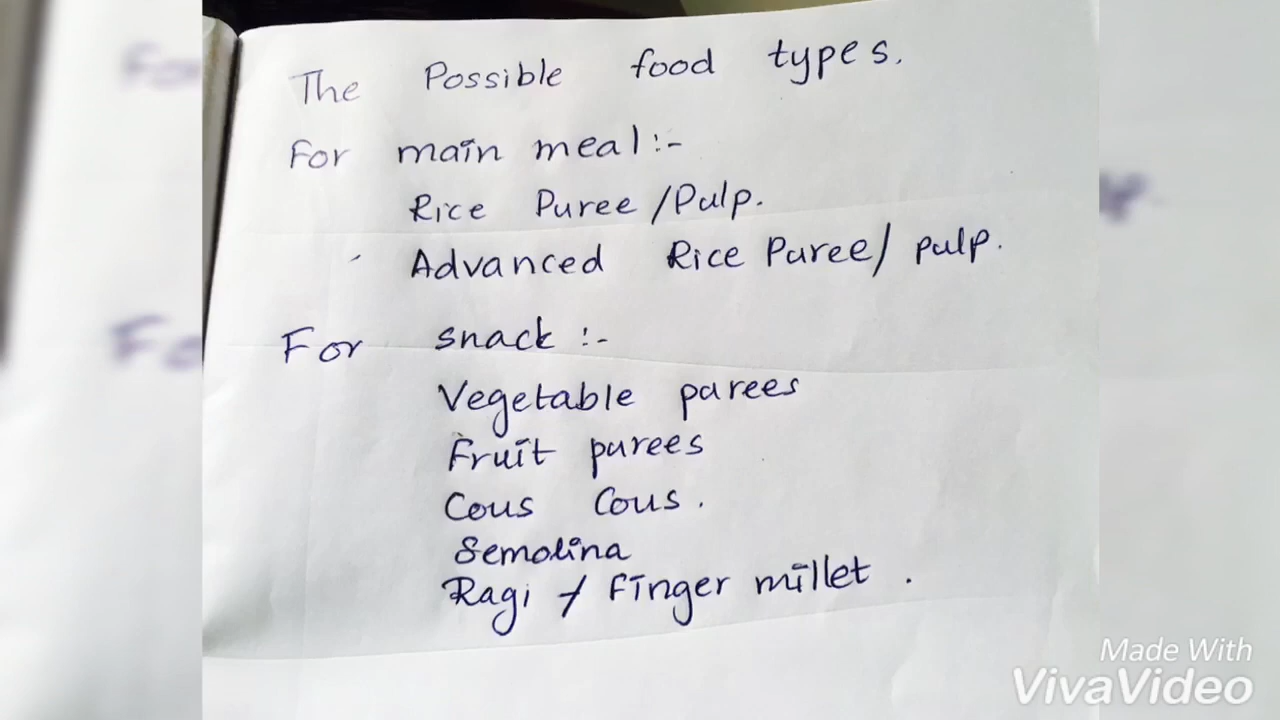 The Possible food types.
For main meal:-
Rice Puree/Pulp.
Advanced Rice Puree/ pulp.
For snack:-
Vegetable purees
Fruit purees
Cous Cous.
Semolina
Ragi / Finger millet.
Made With
VivaVideo